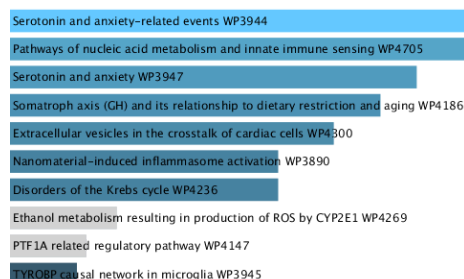 Serotonin and anxiety-related events WP3944
Pathways of nucleic acid metabolism and innate immune sensing WP4705
Serotonin and anxiety WP3947
Somatroph axis (GH) and its relationship to dietary restriction and aging WP4186
Extracellular vesicles in the crosstalk of cardiac cells WP4300
Nanomaterial-induced inflammasome activation WP3890
Disorders of the Krebs cycle WP4236
Ethanol metabolism resulting in production of ROS by CYP2E1 WP4269
PTF1A related regulatory pathway WP4147
TYROBP causal network in microglia WP3945